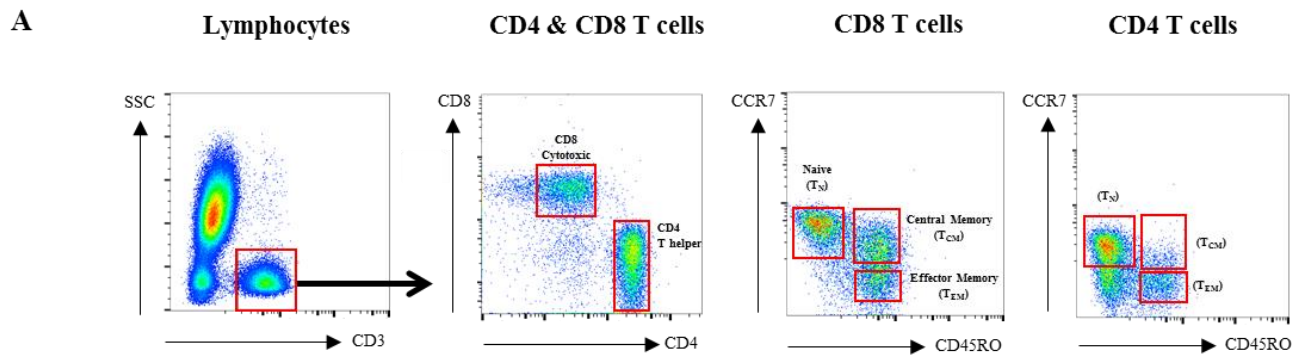 A
Lymphocytes
CD4 & CD8 T cells
CD8 T cells
CD4 T cells
SSC
CD3
CD8
CD8
Cytotoxic
CD4
T helper
CD4
CCR7
Naive
(TN)
Central Memory
(TCM)
Effector Memory
(TEM)
CD45RO
CCR7
(TN)
(TCM)
(TEM)
CD45RO